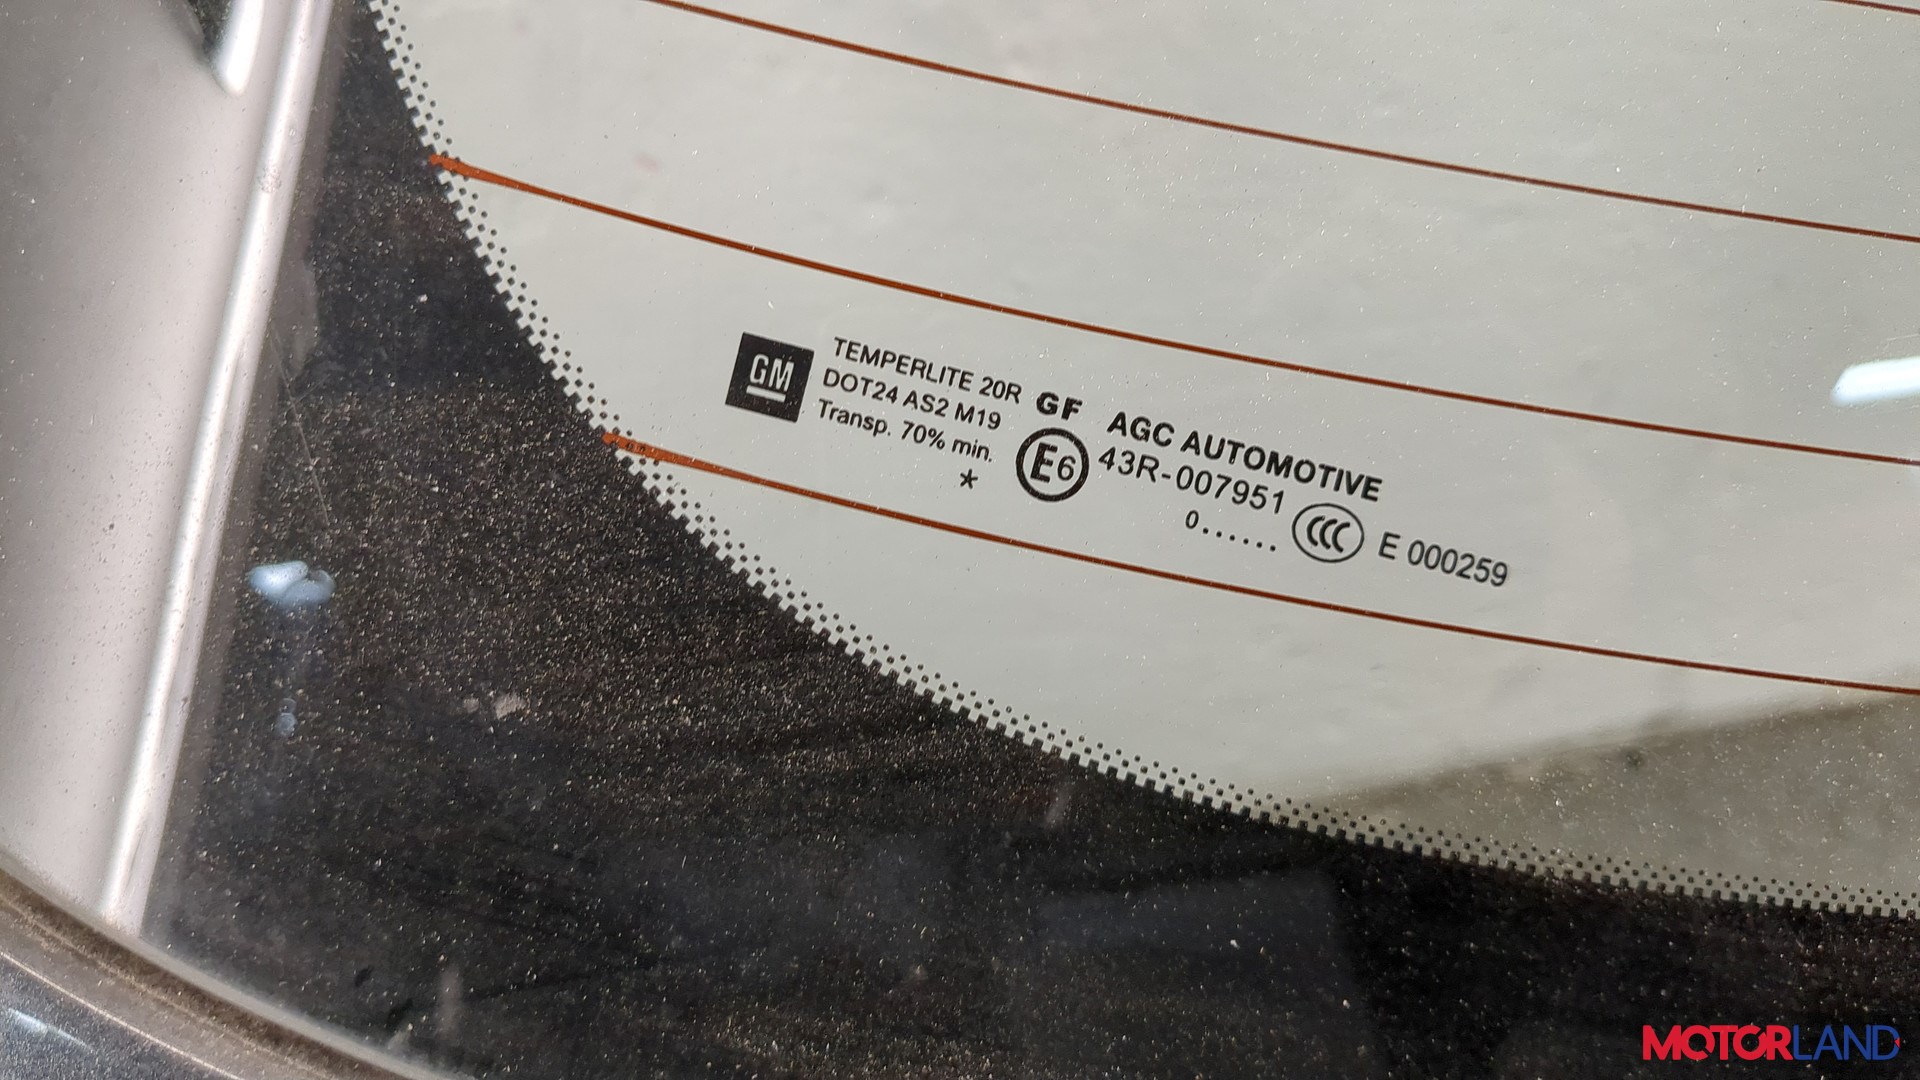 GM
TEMPERLITE 20R
DOT24 AS2 M19
Transp. 70% min.
*
GF
E6
AGC AUTOMOTIVE
43R-007951
0......
CCC
E 000259
MOTORLAND